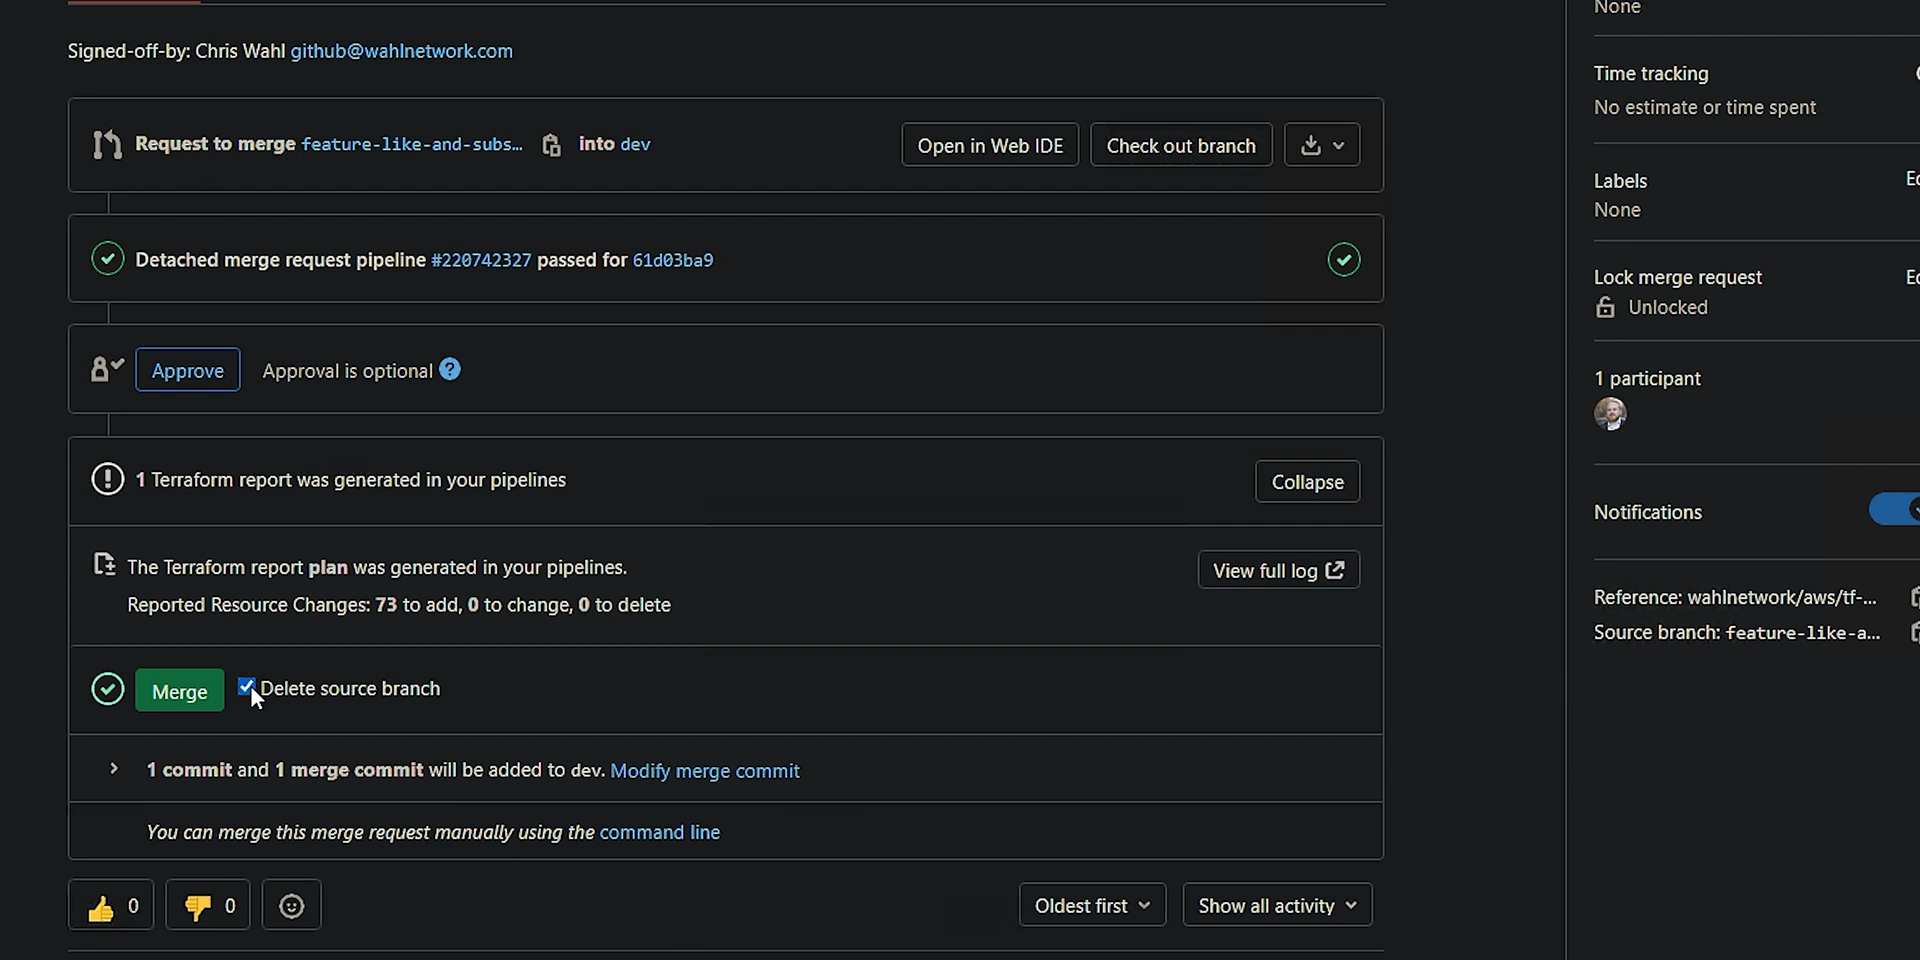 None
Signed-off-by: Chris Wahl github@wahlnetwork.com
Time tracking
No estimate or time spent
Request to merge feature-like-and-subs... into dev
Open in Web IDE
Check out branch
Labels
None
Detached merge request pipeline #220742327 passed for 61d03ba9
Lock merge request
Unlocked
Approve
Approval is optional ?
1 participant
1 Terraform report was generated in your pipelines
Collapse
Notifications
The Terraform report plan was generated in your pipelines.
Reported Resource Changes: 73 to add, 0 to change, 0 to delete
View full log
Reference: wahlnetwork/aws/tf-...
Source branch: feature-like-a...
Merge
Delete source branch
1 commit and 1 merge commit will be added to dev. Modify merge commit
You can merge this merge request manually using the command line
0
0
Oldest first
Show all activity